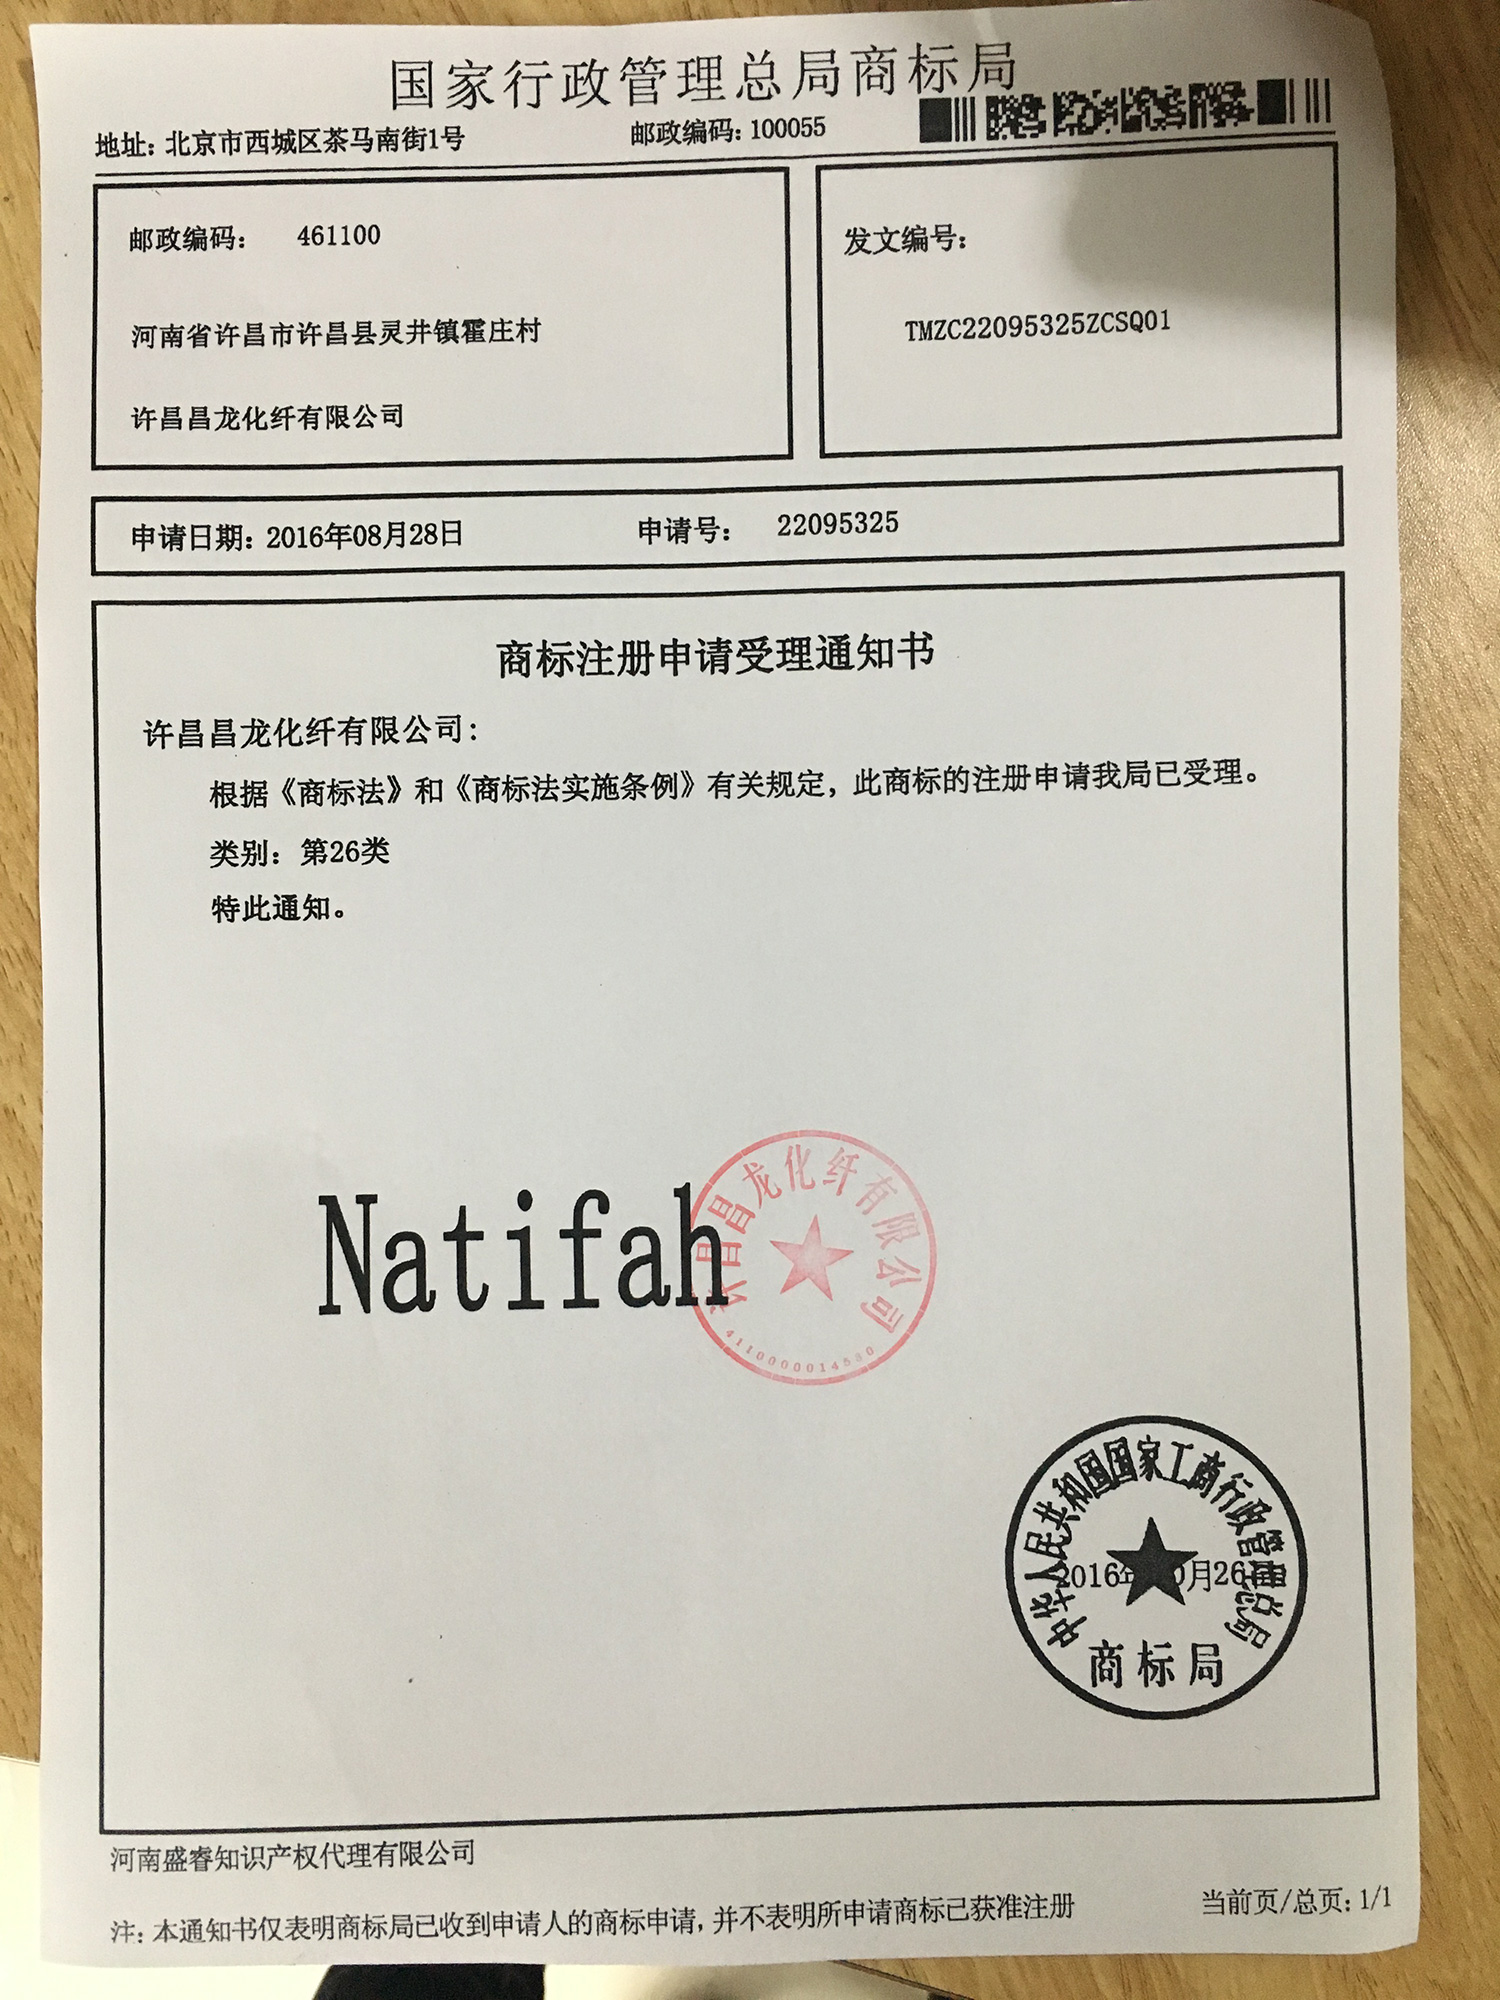 国家行政管理总局商标局
地址: 北京市西城区茶马南街1号 邮政编码: 100055
邮政编码: 461100
河南省许昌市许昌县灵井镇霍庄村
许昌昌龙化纤有限公司
发文编号:
TMZC22095325ZCSQ01
申请日期: 2016年08月28日 申请号: 22095325
商标注册申请受理通知书
许昌昌龙化纤有限公司:
根据《商标法》和《商标法实施条例》有关规定, 此商标的注册申请我局已受理。
类别: 第26类
特此通知。
Natifah
许昌昌龙化纤有限公司
中华人民共和国国家工商行政管理总局
2016年 月26
商标局
河南盛睿知识产权代理有限公司
注: 本通知书仅表明商标局已收到申请人的商标申请, 并不表明所申请商标已获准注册
当前页/总页: 1/1